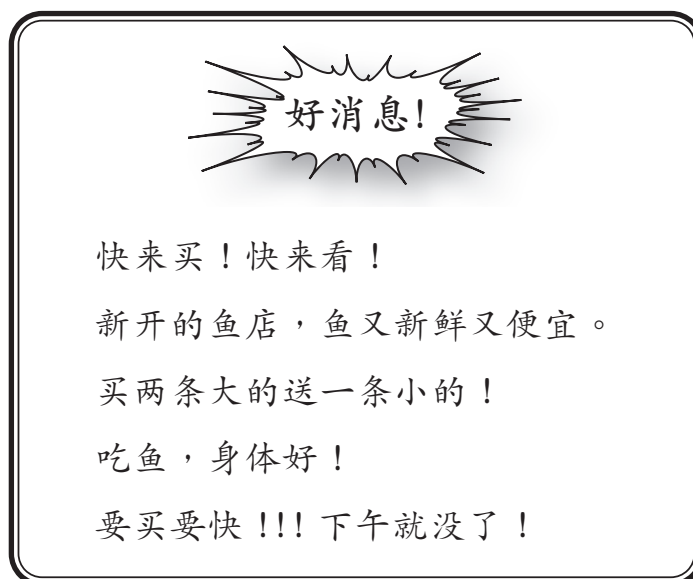 好消息!
快来买！快来看！
新开的鱼店，鱼又新鲜又便宜。
买两条大的送一条小的！
吃鱼，身体好！
要买要快!!!下午就没了！